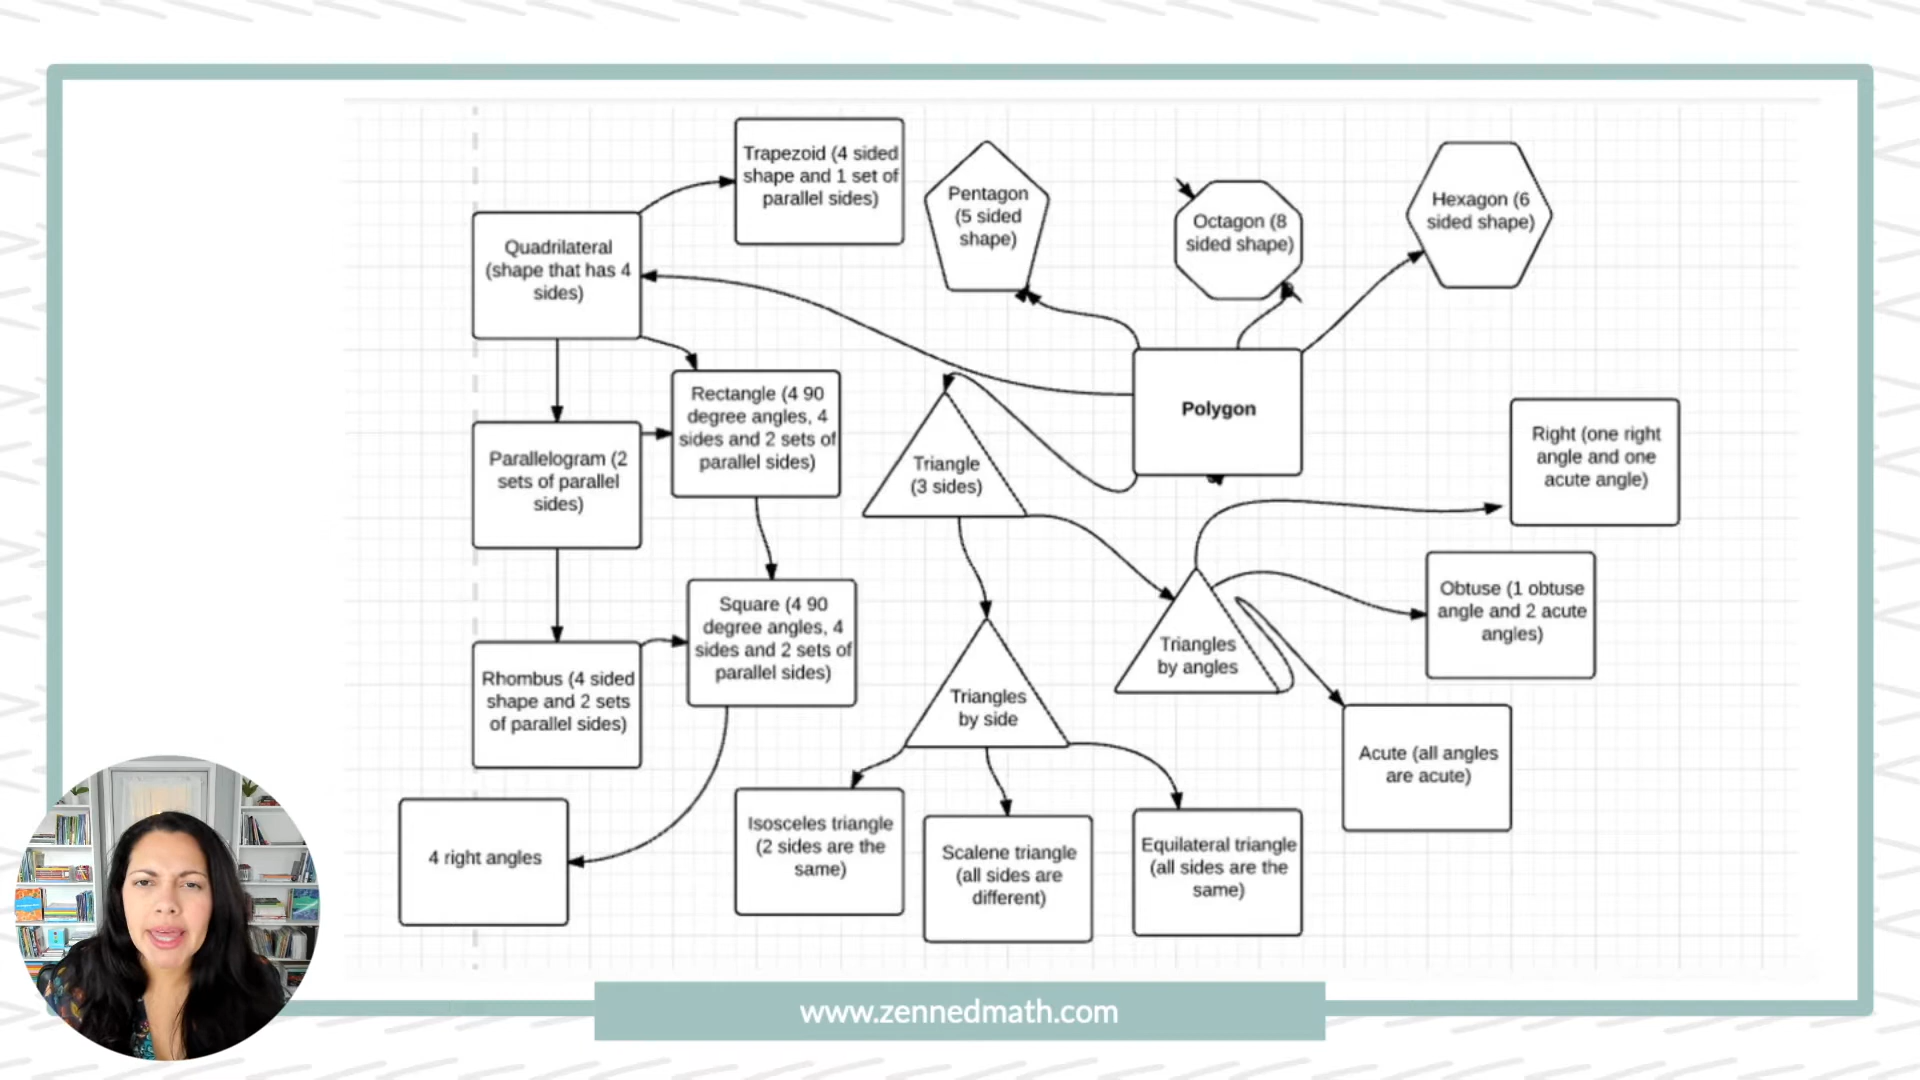 Trapezoid (4 sided
shape and 1 set of
parallel sides)
Pentagon
(5 sided
shape)
Octagon (8
sided shape)
Hexagon (6
sided shape)
Quadrilateral
(shape that has 4
sides)
Polygon
Rectangle (4 90
degree angles, 4
sides and 2 sets of
parallel sides)
Parallelogram (2
sets of parallel
sides)
Triangle
(3 sides)
Right (one right
angle and one
acute angle)
Square (4 90
degree angles, 4
sides and 2 sets of
parallel sides)
Rhombus (4 sided
shape and 2 sets
of parallel sides)
Triangles
by angles
Obtuse (1 obtuse
angle and 2 acute
angles)
Triangles
by side
Acute (all angles
are acute)
4 right angles
Isosceles triangle
(2 sides are the
same)
Scalene triangle
(all sides are
different)
Equilateral triangle
(all sides are the
same)
www.zennedmath.com